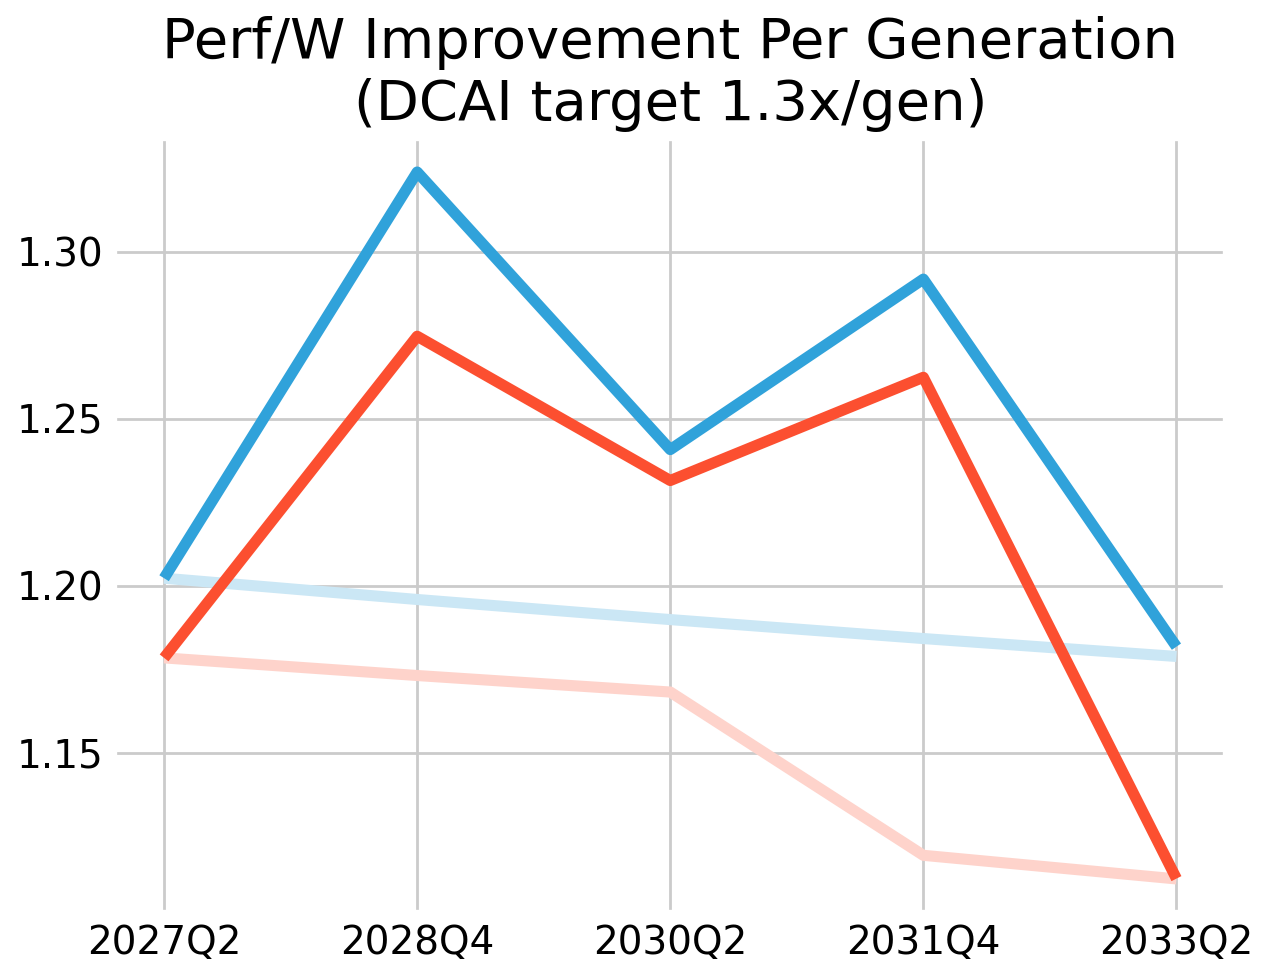 Perf/W Improvement Per Generation
(DCAI target 1.3x/gen)
1.30
1.25
1.20
1.15
2027Q2 2028Q4 2030Q2 2031Q4 2033Q2